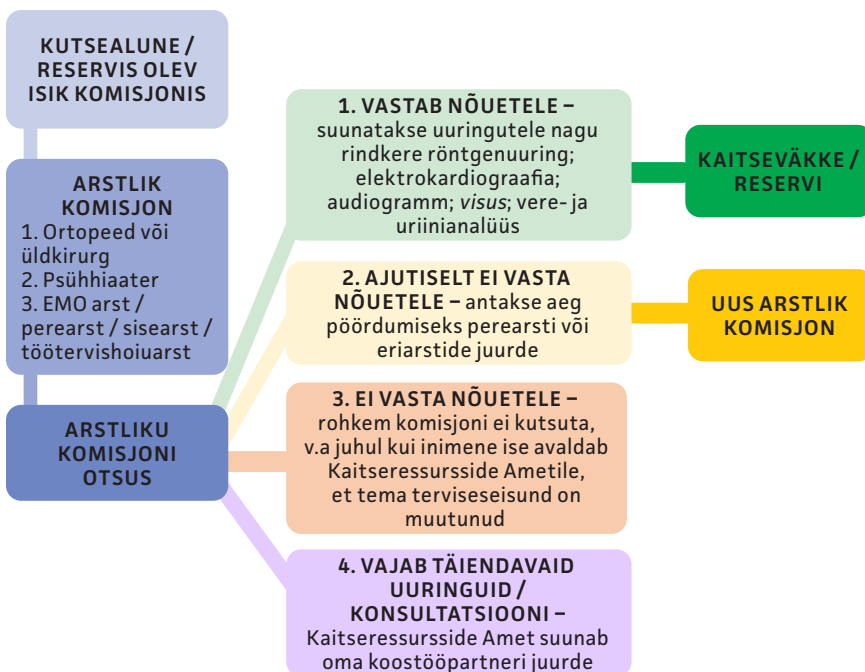 KUTSEALUNE /
RESERVIS OLEV
ISIK KOMISJONIS
ARSTLIK
KOMISJON
1. Ortopeed või
üldkirurg
2. Psühhiaater
3. EMO arst /
perearst / sisearst /
töötervishoiuarst
ARSTLIKU
KOMISJONI
OTSUS
1. VASTAB NÕUETELE –
suunatakse uuringutele nagu
rindkere röntgenuuring;
elektrokardiograafia;
audiogramm; visus; vere- ja
uriinianalüüs
KAITSEVÄKKE /
RESERVI
2. AJUTISELT EI VASTA
NÕUETELE – antakse aeg
pöördumiseks perearsti või
eriarstide juurde
UUS ARSTLIK
KOMISJON
3. EI VASTA NÕUETELE –
rohkem komisjoni ei kutsuta,
v.a juhul kui inimene ise avaldab
Kaitseressursside Ametile,
et tema terviseseisund on
muutunud
4. VAJAB TÄIENDAVAID
UURINGUID /
KONSULTATSIOONI –
Kaitseressursside Amet suunab
oma koostööpartneri juurde